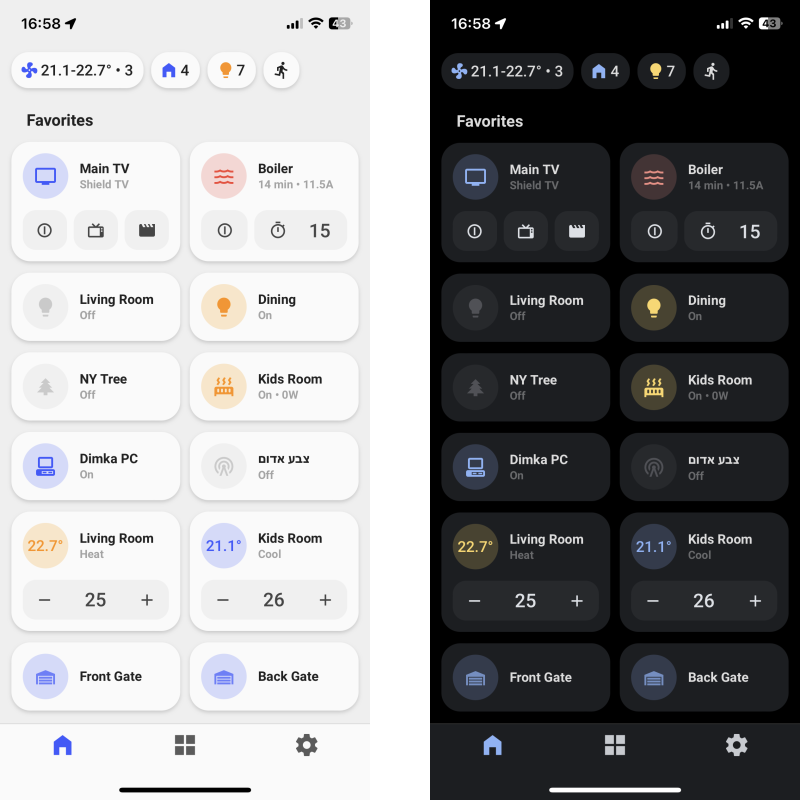 16:58
43
21.1-22.7° • 3
4
7
Favorites
Main TV
Shield TV
Boiler
14 min • 11.5A
15
Living Room
Off
Dining
On
NY Tree
Off
Kids Room
On • 0W
Dimka PC
On
צבע אדום
Off
22.7°
Living Room
Heat
21.1°
Kids Room
Cool
25
26
Front Gate
Back Gate
16:58
43
21.1-22.7° • 3
4
7
Favorites
Main TV
Shield TV
Boiler
14 min • 11.5A
15
Living Room
Off
Dining
On
NY Tree
Off
Kids Room
On • 0W
Dimka PC
On
צבע אדום
Off
22.7°
Living Room
Heat
21.1°
Kids Room
Cool
25
26
Front Gate
Back Gate